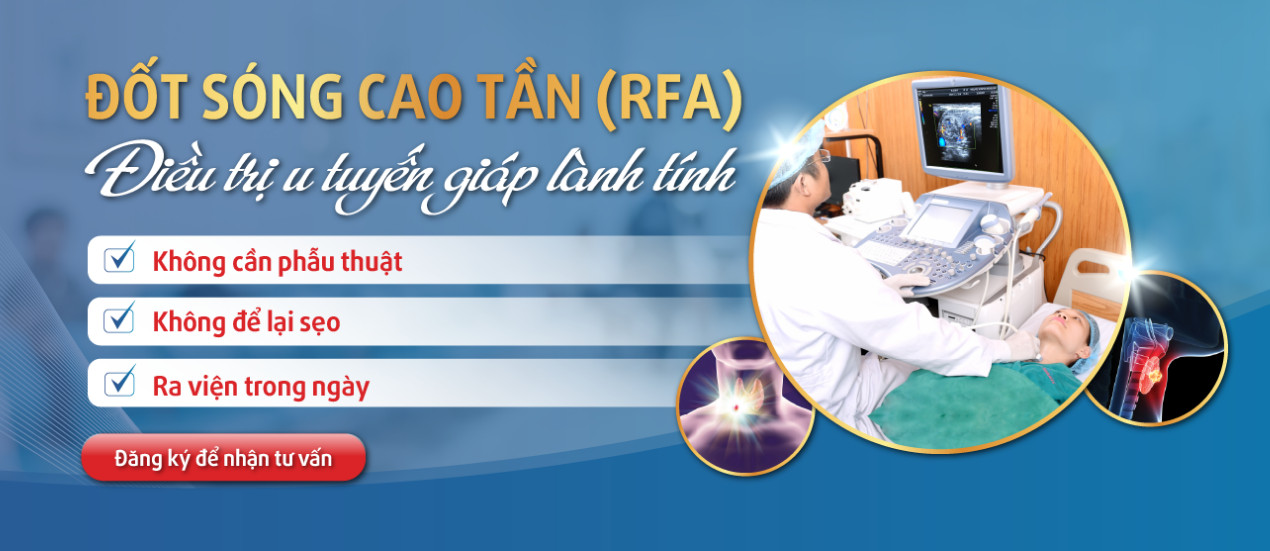 ĐỐT SÓNG CAO TẦN (RFA)
Điều trị u tuyến giáp lành tính
Không cần phẫu thuật
Không để lại sẹo
Ra viện trong ngày
Đăng ký để nhận tư vấn